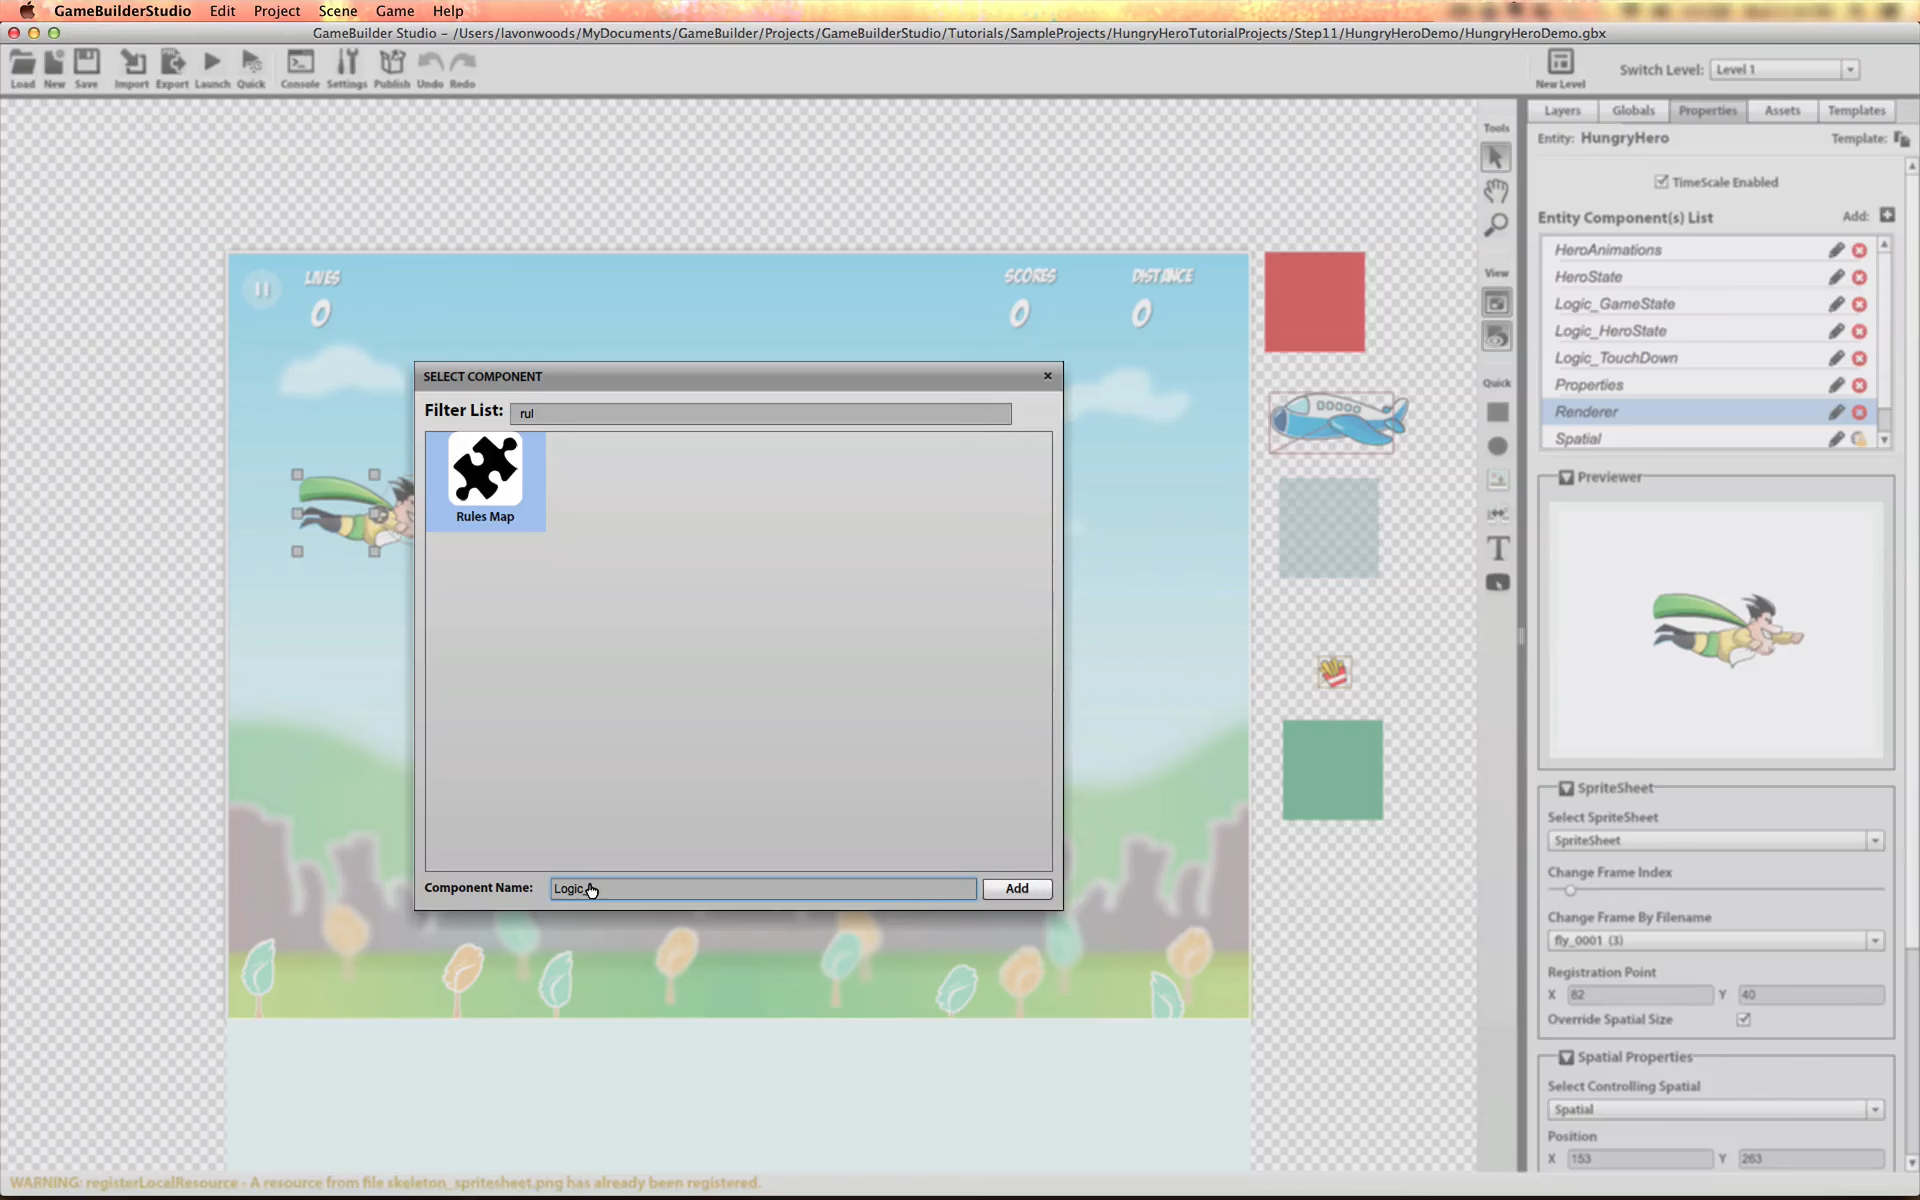 GameBuilderStudio Edit Project Scene Game Help
GameBuilder Studio - /Users/lavonwoods/MyDocuments/GameBuilder/Projects/GameBuilderStudio/Tutorials/SampleProjects/HungryHeroTutorialProjects/Step11/HungryHeroDemo/HungryHeroDemo.gbx
Load New Save Import Export Launch Quick Console Settings Publish Undo Redo
New Level
Switch Level: Level 1
Layers Globals Properties Assets Templates
Tools
Entity: HungryHero Template:
TimeScale Enabled
Entity Component(s) List Add:
HeroAnimations
HeroState
Logic_GameState
Logic_HeroState
Logic_TouchDown
Properties
Renderer
Spatial
View
Quick
T
LIVES
0
SCORES
0
DISTANCE
0
SELECT COMPONENT
Filter List: rul
Rules Map
Component Name: Logic_
Add
Previewer
SpriteSheet
Select SpriteSheet
SpriteSheet
Change Frame Index
Change Frame By Filename
fly_0001 (3)
Registration Point
X 82 Y 40
Override Spatial Size
Spatial Properties
Select Controlling Spatial
Spatial
Position
X 153 Y 263
WARNING: registerLocalResource - A resource from file skeleton_spritesheet.png has already been registered.